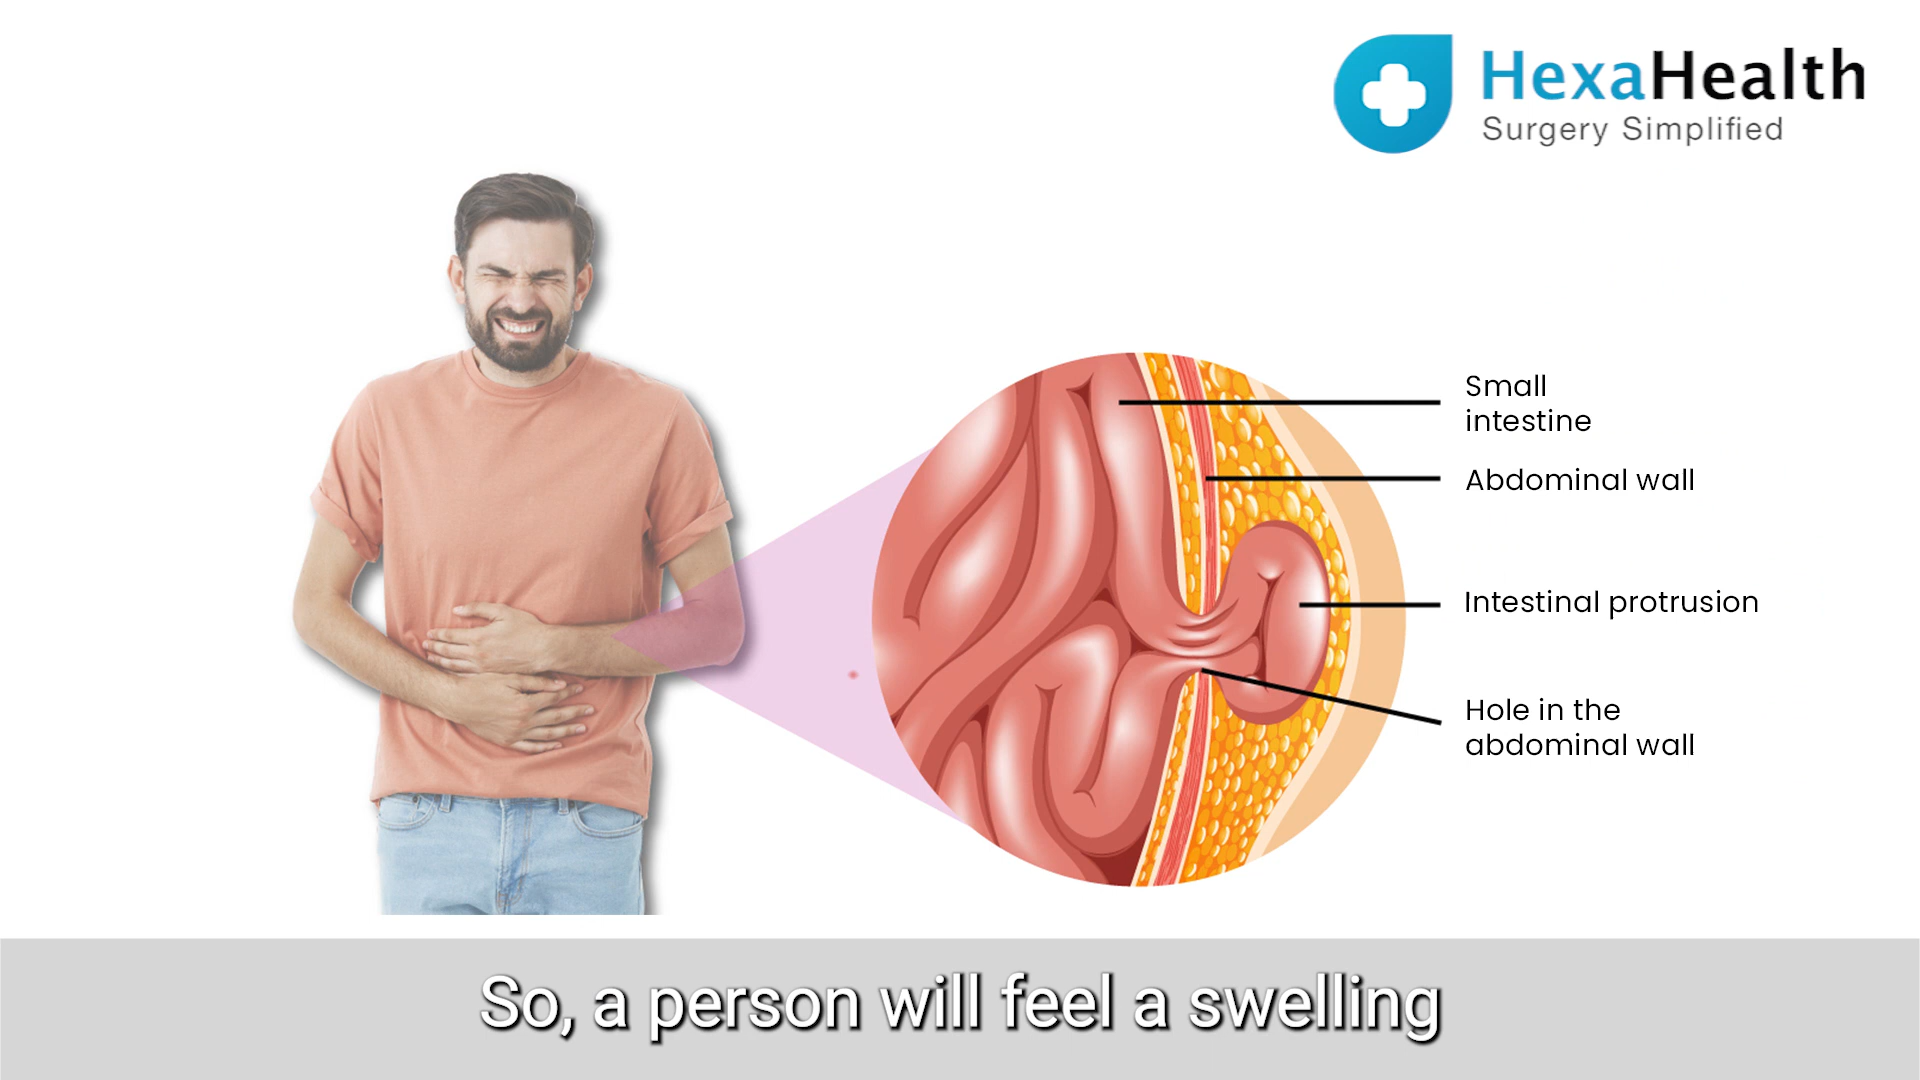 HexaHealth
Surgery Simplified
Small
intestine
Abdominal wall
Intestinal protrusion
Hole in the
abdominal wall
So, a person will feel a swelling